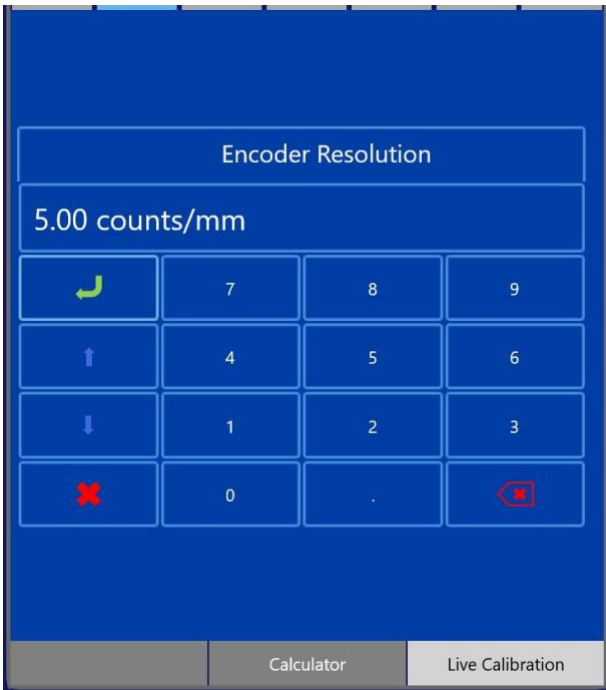 Encoder Resolution
5.00 counts/mm
7 8 9
4 5 6
1 2 3
0 .
Calculator Live Calibration